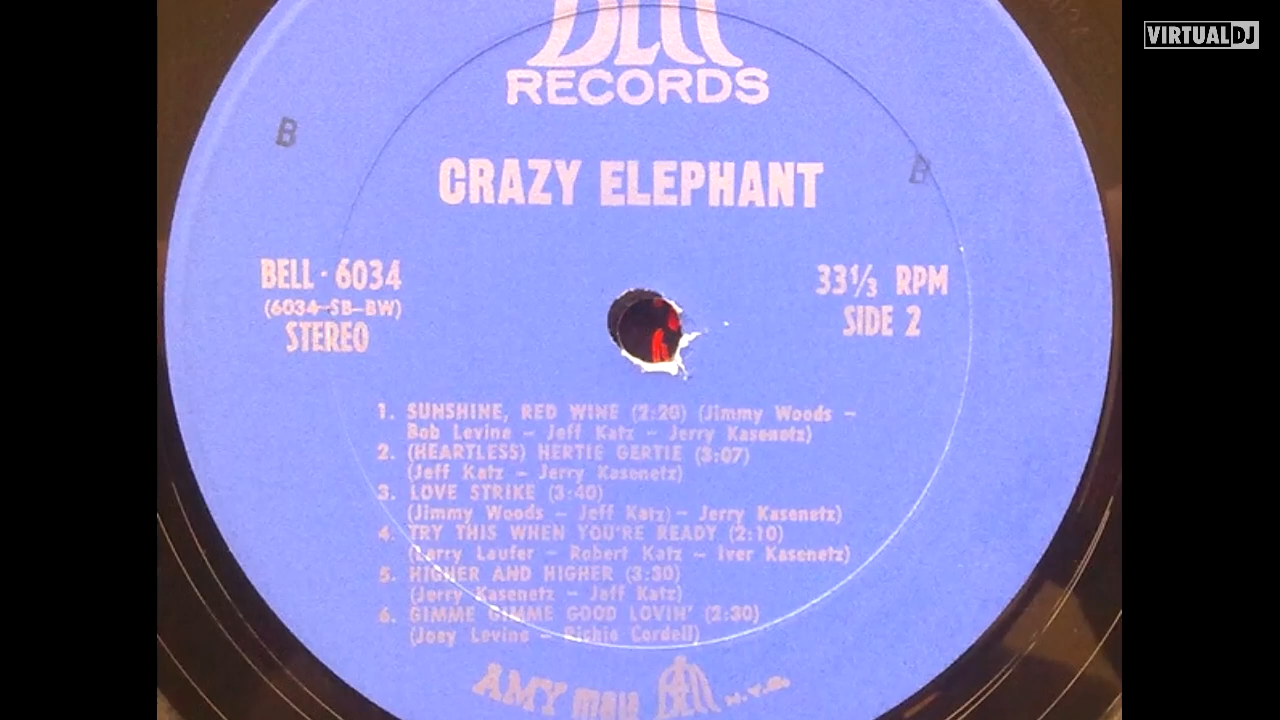 VIRTUALDJ
Bell
RECORDS
B
B
CRAZY ELEPHANT
BELL · 6034
(6034-SB-BW)
STEREO
33⅓ RPM
SIDE 2
1. SUNSHINE, RED WINE (2:20) (Jimmy Woods –
Bob Levine – Jeff Katz – Jerry Kasenetz)
2. (HEARTLESS) HERTIE GERTIE (3:07)
(Jeff Katz – Jerry Kasenetz)
3. LOVE STRIKE (3:40)
(Jimmy Woods – Jeff Katz) – Jerry Kasenetz)
4. TRY THIS WHEN YOU'RE READY (2:10)
(Larry Laufer – Robert Katz – Iver Kasenetz)
5. HIGHER AND HIGHER (3:30)
(Jerry Kasenetz – Jeff Katz)
6. GIMME GIMME GOOD LOVIN' (2:30)
(Joey Levine – Richie Cordell)
AMY mala Bell N.Y.C.